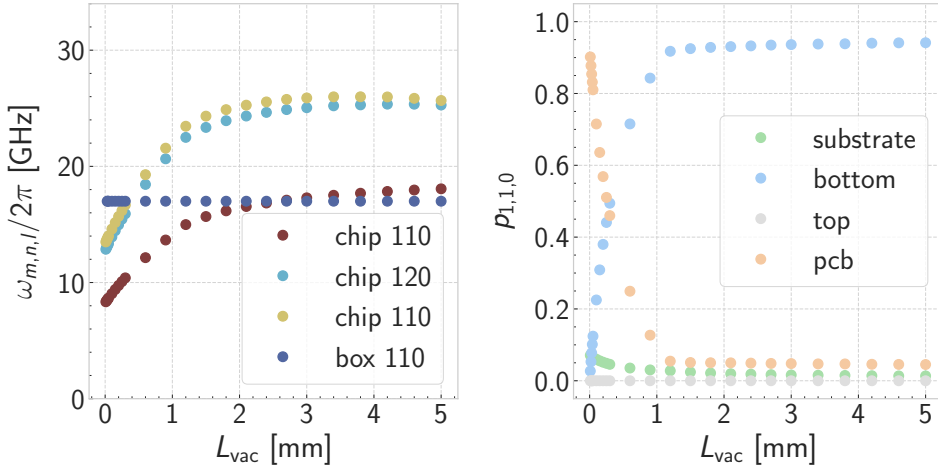 ω_{m,n,l}/2π [GHz]
30
20
10
0
chip 110
chip 120
chip 110
box 110
0 1 2 3 4 5
L_vac [mm]
p_{1,1,0}
1.0
0.8
0.6
0.4
0.2
0.0
substrate
bottom
top
pcb
0 1 2 3 4 5
L_vac [mm]